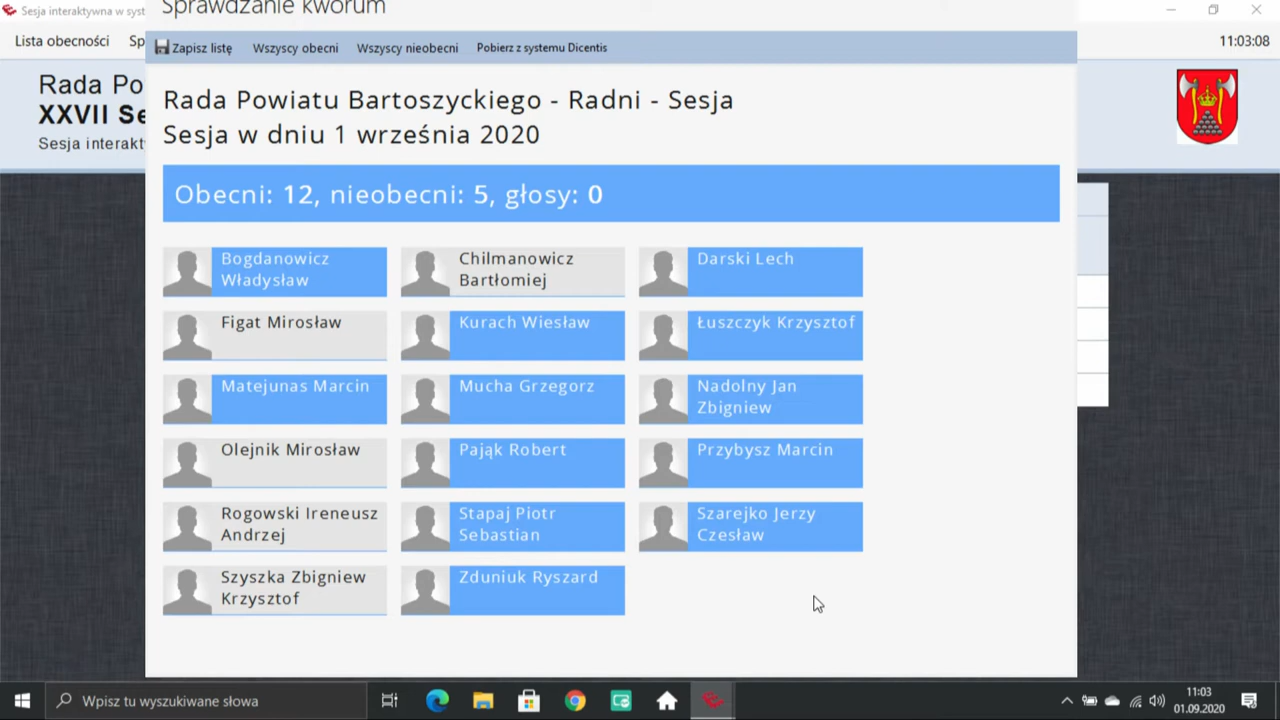 Sesja interaktywna w syst
Sprawdzanie kworum
Lista obecności
Sp
Zapisz listę
Wszyscy obecni
Wszyscy nieobecni
Pobierz z systemu Dicentis
11:03:08
Rada Po
XXVII Se
Sesja interakt
Rada Powiatu Bartoszyckiego - Radni - Sesja
Sesja w dniu 1 września 2020
Obecni: 12, nieobecni: 5, głosy: 0
Bogdanowicz
Władysław
Chilmanowicz
Bartłomiej
Darski Lech
Figat Mirosław
Kurach Wiesław
Łuszczyk Krzysztof
Matejunas Marcin
Mucha Grzegorz
Nadolny Jan
Zbigniew
Olejnik Mirosław
Pająk Robert
Przybysz Marcin
Rogowski Ireneusz
Andrzej
Stapaj Piotr
Sebastian
Szarejko Jerzy
Czesław
Szyszka Zbigniew
Krzysztof
Zduniuk Ryszard
Wpisz tu wyszukiwane słowa
11:03
01.09.2020